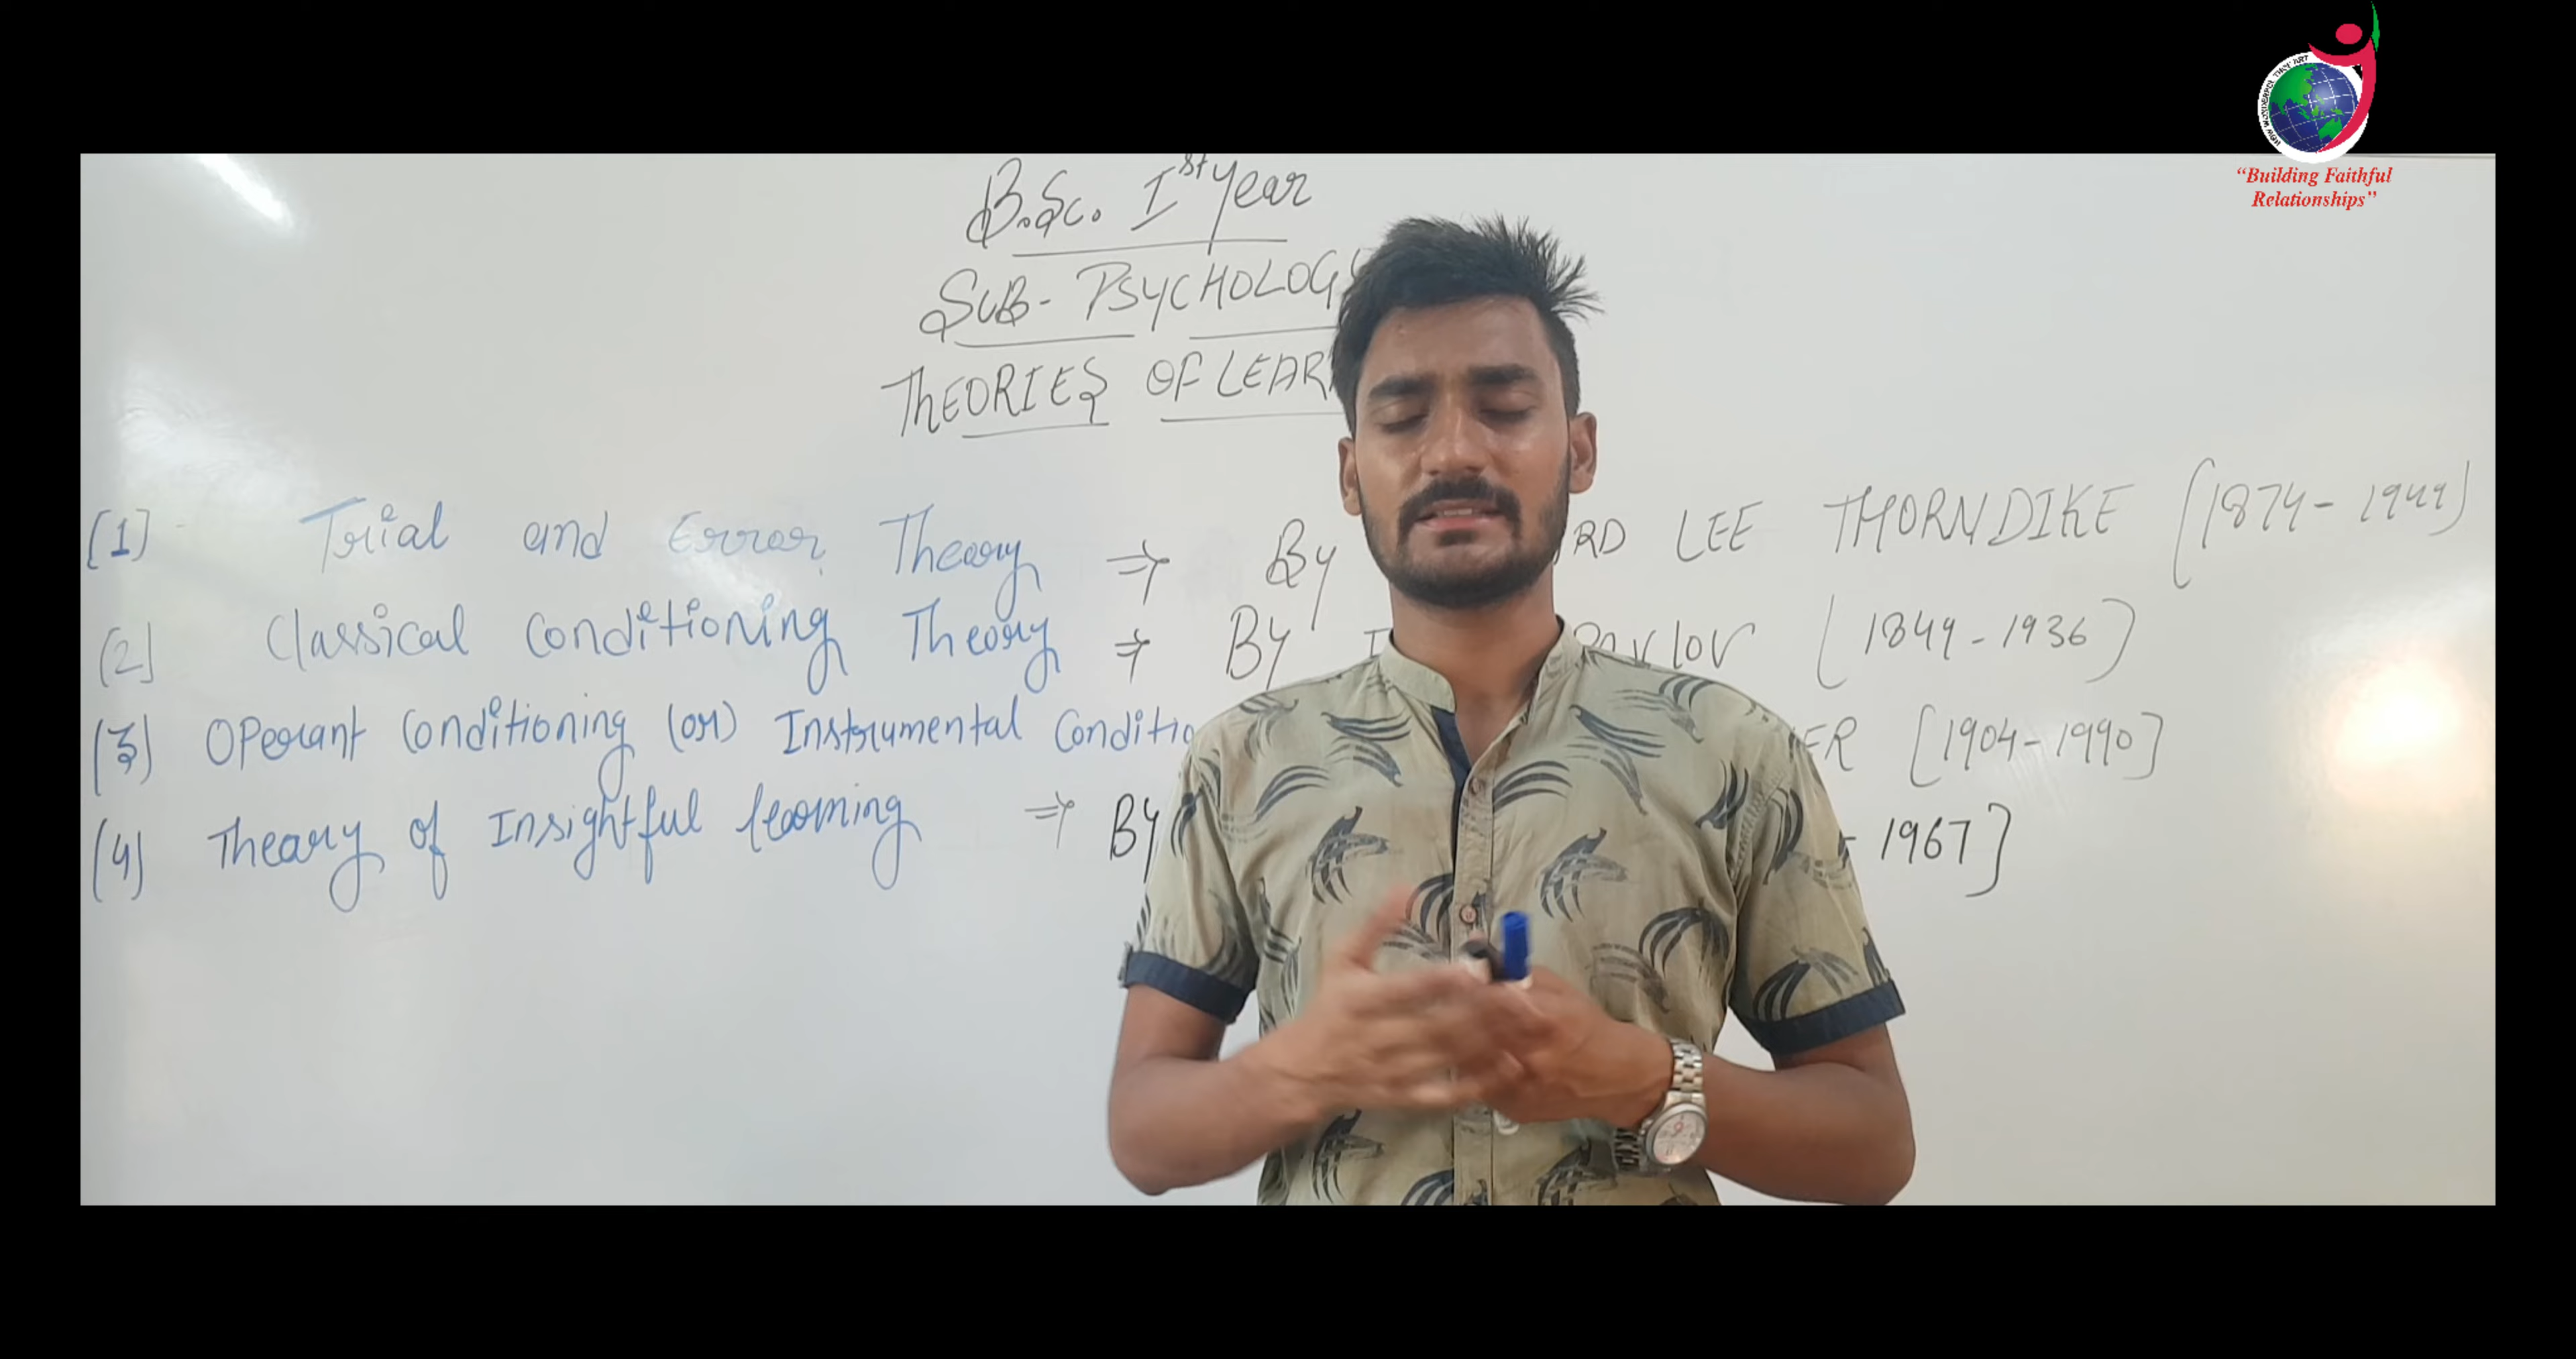 "Building Faithful
Relationships"
B.Sc. Ist Year
SUB- PSYCHOLOGY
THEORIES OF LEAR
(1) Trial and Error Theory ⇒ By RD LEE THORNDIKE (1874-1949)
(2) Classical Conditioning Theory ⇒ By I Pavlov (1849-1936)
(3) Operant Conditioning (or) Instrumental Conditio ER [1904-1990]
(4) Theory of Insightful learning ⇒ By - 1967]